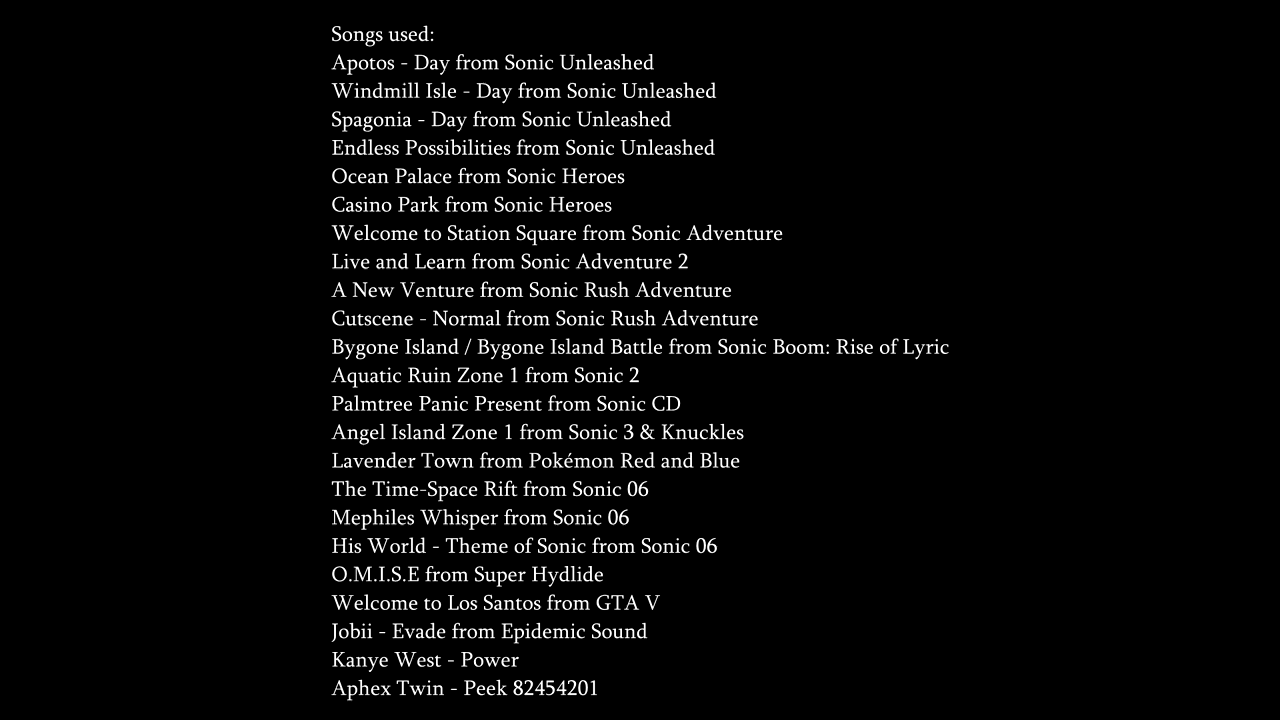 Songs used:
Apotos - Day from Sonic Unleashed
Windmill Isle - Day from Sonic Unleashed
Spagonia - Day from Sonic Unleashed
Endless Possibilities from Sonic Unleashed
Ocean Palace from Sonic Heroes
Casino Park from Sonic Heroes
Welcome to Station Square from Sonic Adventure
Live and Learn from Sonic Adventure 2
A New Venture from Sonic Rush Adventure
Cutscene - Normal from Sonic Rush Adventure
Bygone Island / Bygone Island Battle from Sonic Boom: Rise of Lyric
Aquatic Ruin Zone 1 from Sonic 2
Palmtree Panic Present from Sonic CD
Angel Island Zone 1 from Sonic 3 & Knuckles
Lavender Town from Pokémon Red and Blue
The Time-Space Rift from Sonic 06
Mephiles Whisper from Sonic 06
His World - Theme of Sonic from Sonic 06
O.M.I.S.E from Super Hydlide
Welcome to Los Santos from GTA V
Jobii - Evade from Epidemic Sound
Kanye West - Power
Aphex Twin - Peek 82454201